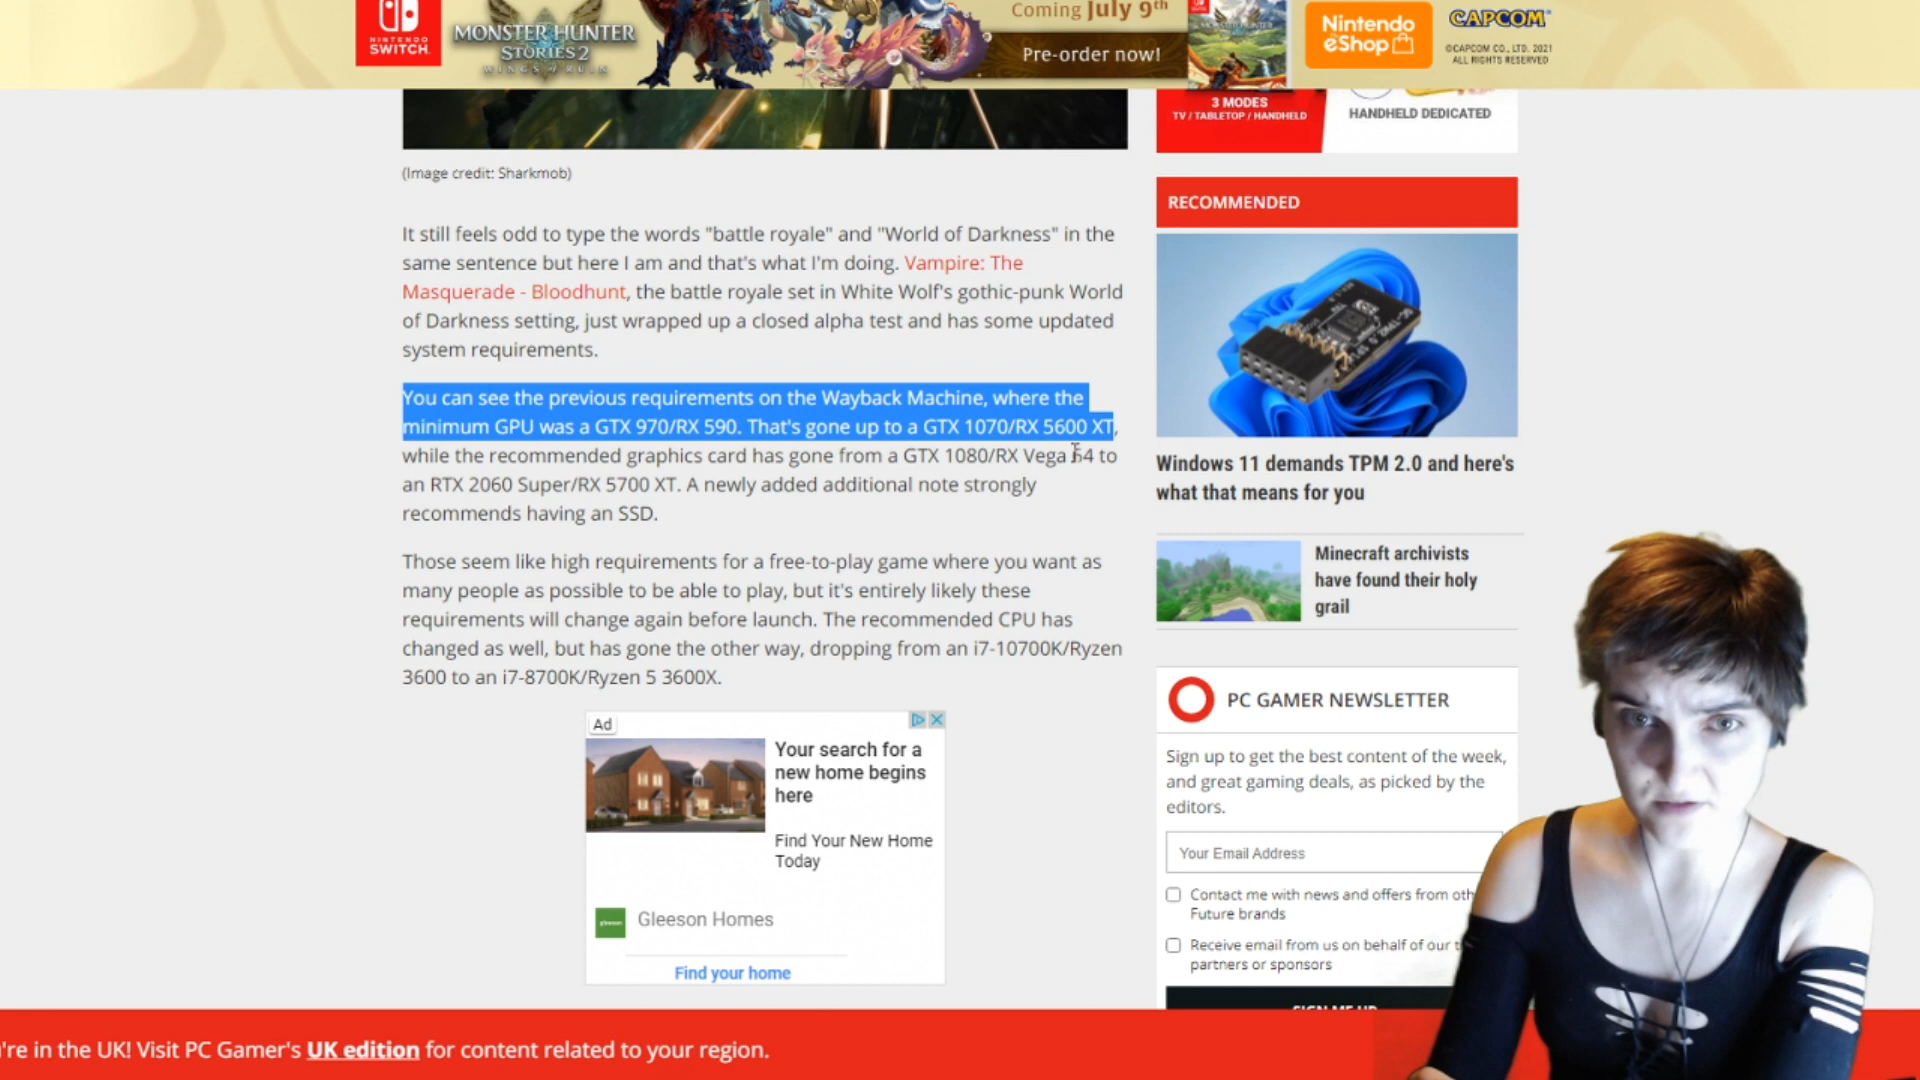 NINTENDO
SWITCH.
MONSTER HUNTER
STORIES 2
WINGS of RUIN
Coming July 9th
Pre-order now!
Nintendo
eShop
CAPCOM
©CAPCOM CO., LTD. 2021
ALL RIGHTS RESERVED
3 MODES
TV / TABLETOP / HANDHELD
HANDHELD DEDICATED
(Image credit: Sharkmob)
It still feels odd to type the words "battle royale" and "World of Darkness" in the
same sentence but here I am and that's what I'm doing. Vampire: The
Masquerade - Bloodhunt, the battle royale set in White Wolf's gothic-punk World
of Darkness setting, just wrapped up a closed alpha test and has some updated
system requirements.
You can see the previous requirements on the Wayback Machine, where the
minimum GPU was a GTX 970/RX 590. That's gone up to a GTX 1070/RX 5600 XT,
while the recommended graphics card has gone from a GTX 1080/RX Vega 64 to
an RTX 2060 Super/RX 5700 XT. A newly added additional note strongly
recommends having an SSD.
Those seem like high requirements for a free-to-play game where you want as
many people as possible to be able to play, but it's entirely likely these
requirements will change again before launch. The recommended CPU has
changed as well, but has gone the other way, dropping from an i7-10700K/Ryzen
3600 to an i7-8700K/Ryzen 5 3600X.
Ad
Your search for a
new home begins
here
Find Your New Home
Today
Gleeson Homes
Find your home
RECOMMENDED
Windows 11 demands TPM 2.0 and here's
what that means for you
Minecraft archivists
have found their holy
grail
PC GAMER NEWSLETTER
Sign up to get the best content of the week,
and great gaming deals, as picked by the
editors.
Your Email Address
Contact me with news and offers from oth
Future brands
Receive email from us on behalf of our t
partners or sponsors
SIGN ME UP
're in the UK! Visit PC Gamer's UK edition for content related to your region.